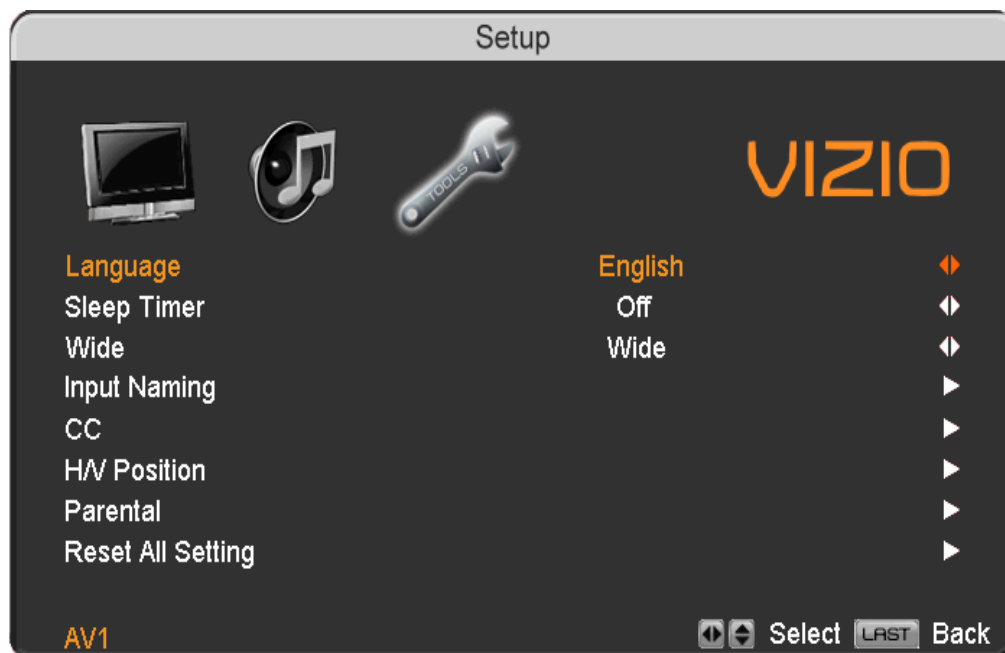 Setup
TOOLS
VIZIO
Language English
Sleep Timer Off
Wide Wide
Input Naming
CC
H/V Position
Parental
Reset All Setting
AV1 Select LAST Back